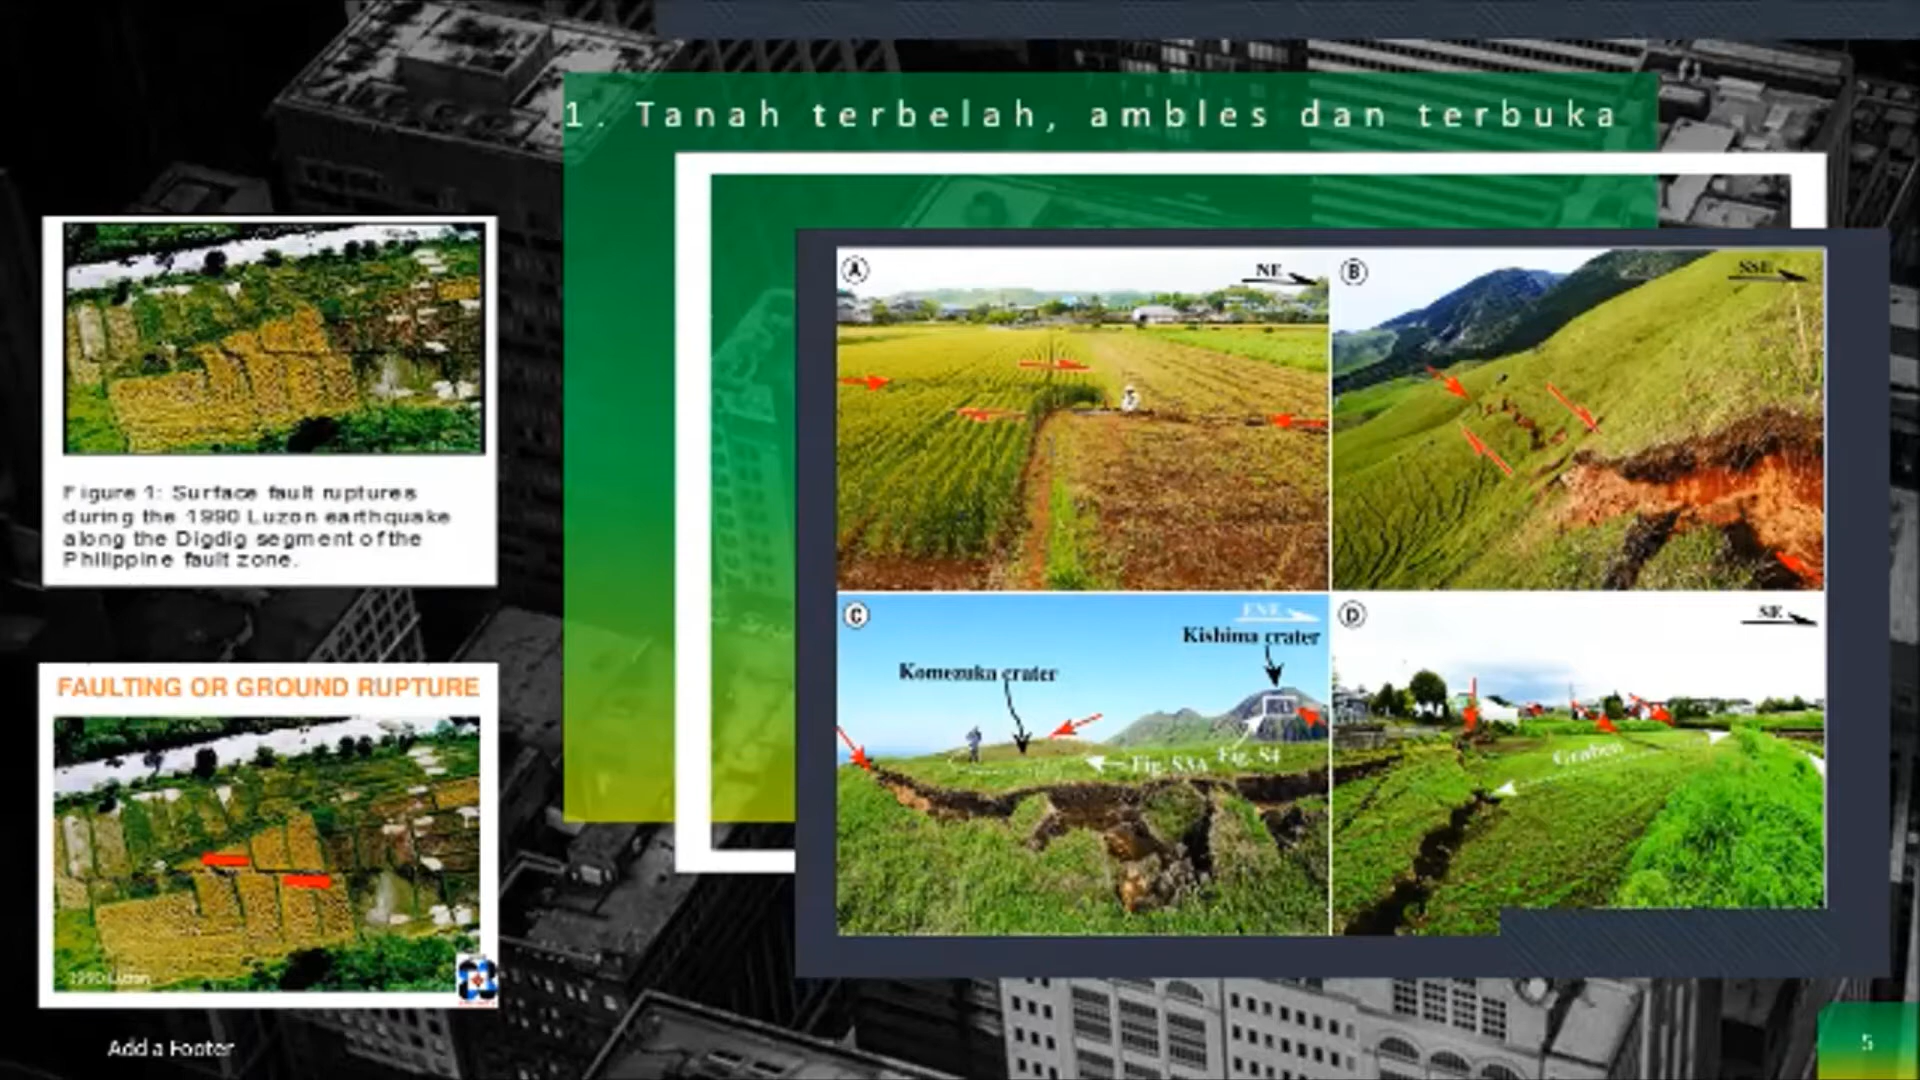 1. Tanah terbelah, ambles dan terbuka
Figure 1: Surface fault ruptures
during the 1990 Luzon earthquake
along the Digdig segment of the
Philippine fault zone.
FAULTING OR GROUND RUPTURE
1990 Luzon
A
NE
B
SSE
C
ENE
Kishima crater
Komezuka crater
Fig. S3A
Fig. S4
D
SE
Graben
Add a Footer
5